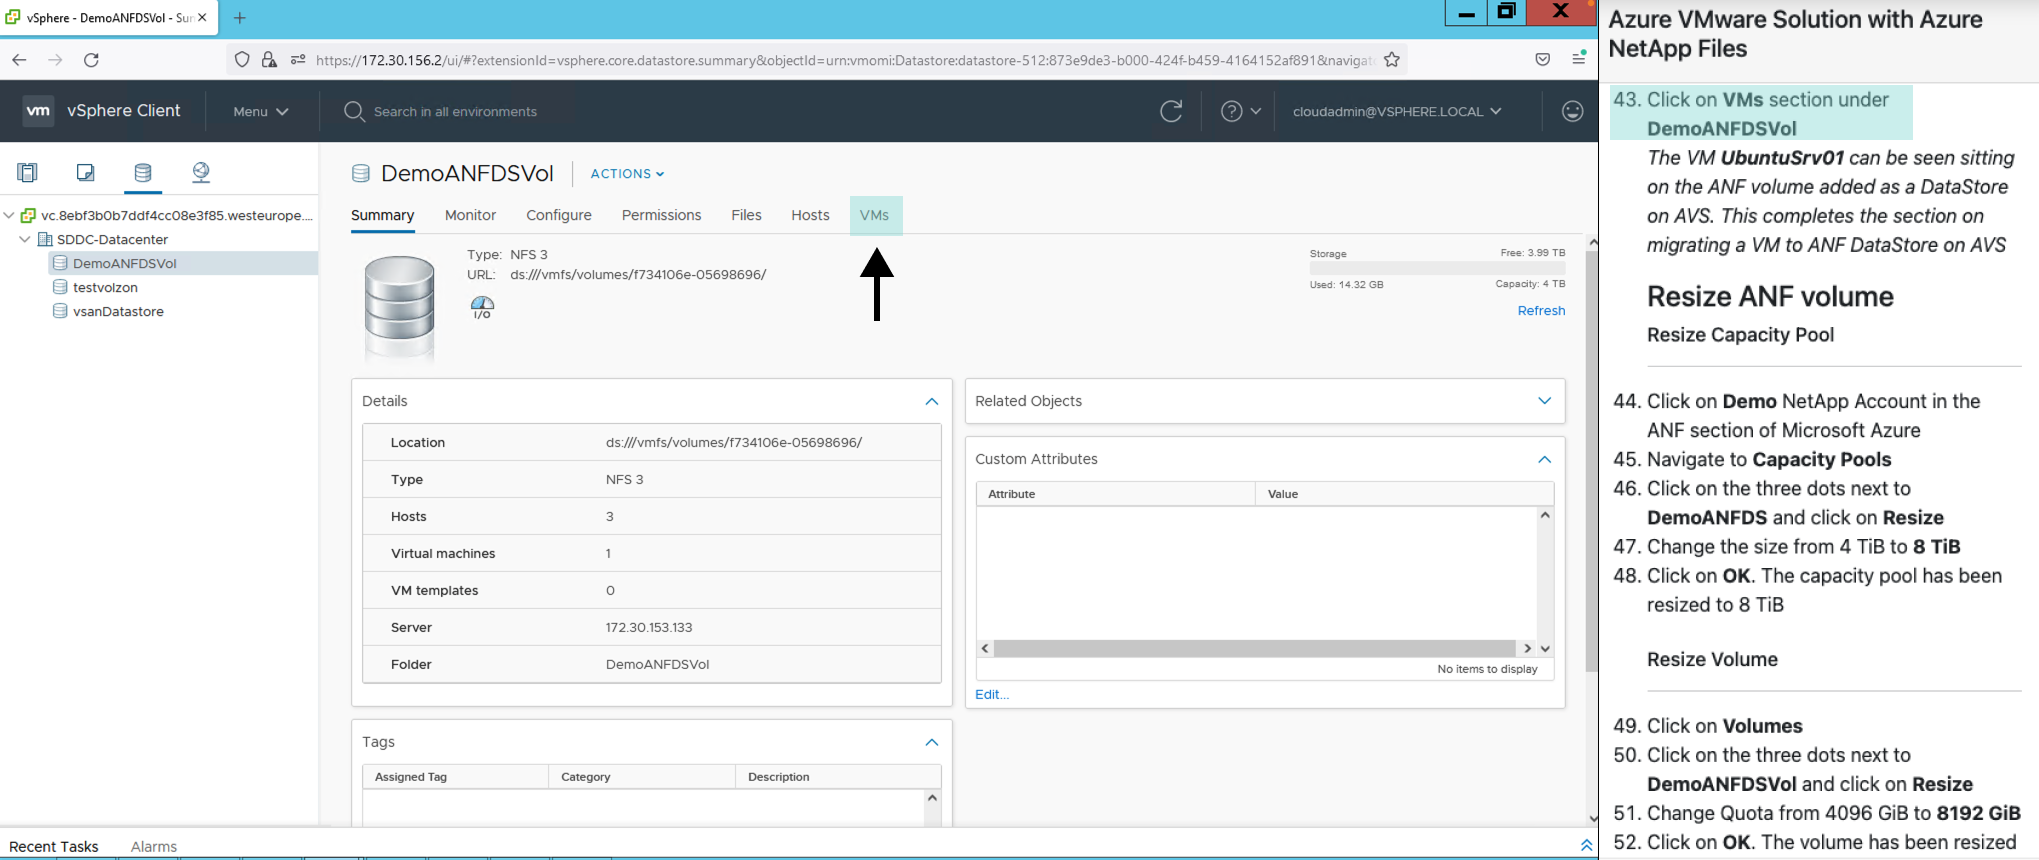 vSphere - DemoANFDSVol - Sur
https://172.30.156.2/ui/#?extensionId=vsphere.core.datastore.summary&objectId=urn:vmomi:Datastore:datastore-512:873e9de3-b000-424f-b459-4164152af891&navigat
vm vSphere Client Menu Search in all environments cloudadmin@VSPHERE.LOCAL
vc.8ebf3b0b7ddf4cc08e3f85.westeurope....
SDDC-Datacenter
DemoANFDSVol
testvolzon
vsanDatastore
DemoANFDSVol ACTIONS
Summary Monitor Configure Permissions Files Hosts VMs
Type: NFS 3
URL: ds:///vmfs/volumes/f734106e-05698696/
I/O
Storage Free: 3.99 TB
Used: 14.32 GB Capacity: 4 TB
Refresh
Details
Location ds:///vmfs/volumes/f734106e-05698696/
Type NFS 3
Hosts 3
Virtual machines 1
VM templates 0
Server 172.30.153.133
Folder DemoANFDSVol
Related Objects
Custom Attributes
Attribute Value
No items to display
Edit...
Tags
Assigned Tag Category Description
Recent Tasks Alarms
Azure VMware Solution with Azure
NetApp Files
43. Click on VMs section under
DemoANFDSVol
The VM UbuntuSrv01 can be seen sitting
on the ANF volume added as a DataStore
on AVS. This completes the section on
migrating a VM to ANF DataStore on AVS
Resize ANF volume
Resize Capacity Pool
44. Click on Demo NetApp Account in the
ANF section of Microsoft Azure
45. Navigate to Capacity Pools
46. Click on the three dots next to
DemoANFDS and click on Resize
47. Change the size from 4 TiB to 8 TiB
48. Click on OK. The capacity pool has been
resized to 8 TiB
Resize Volume
49. Click on Volumes
50. Click on the three dots next to
DemoANFDSVol and click on Resize
51. Change Quota from 4096 GiB to 8192 GiB
52. Click on OK. The volume has been resized